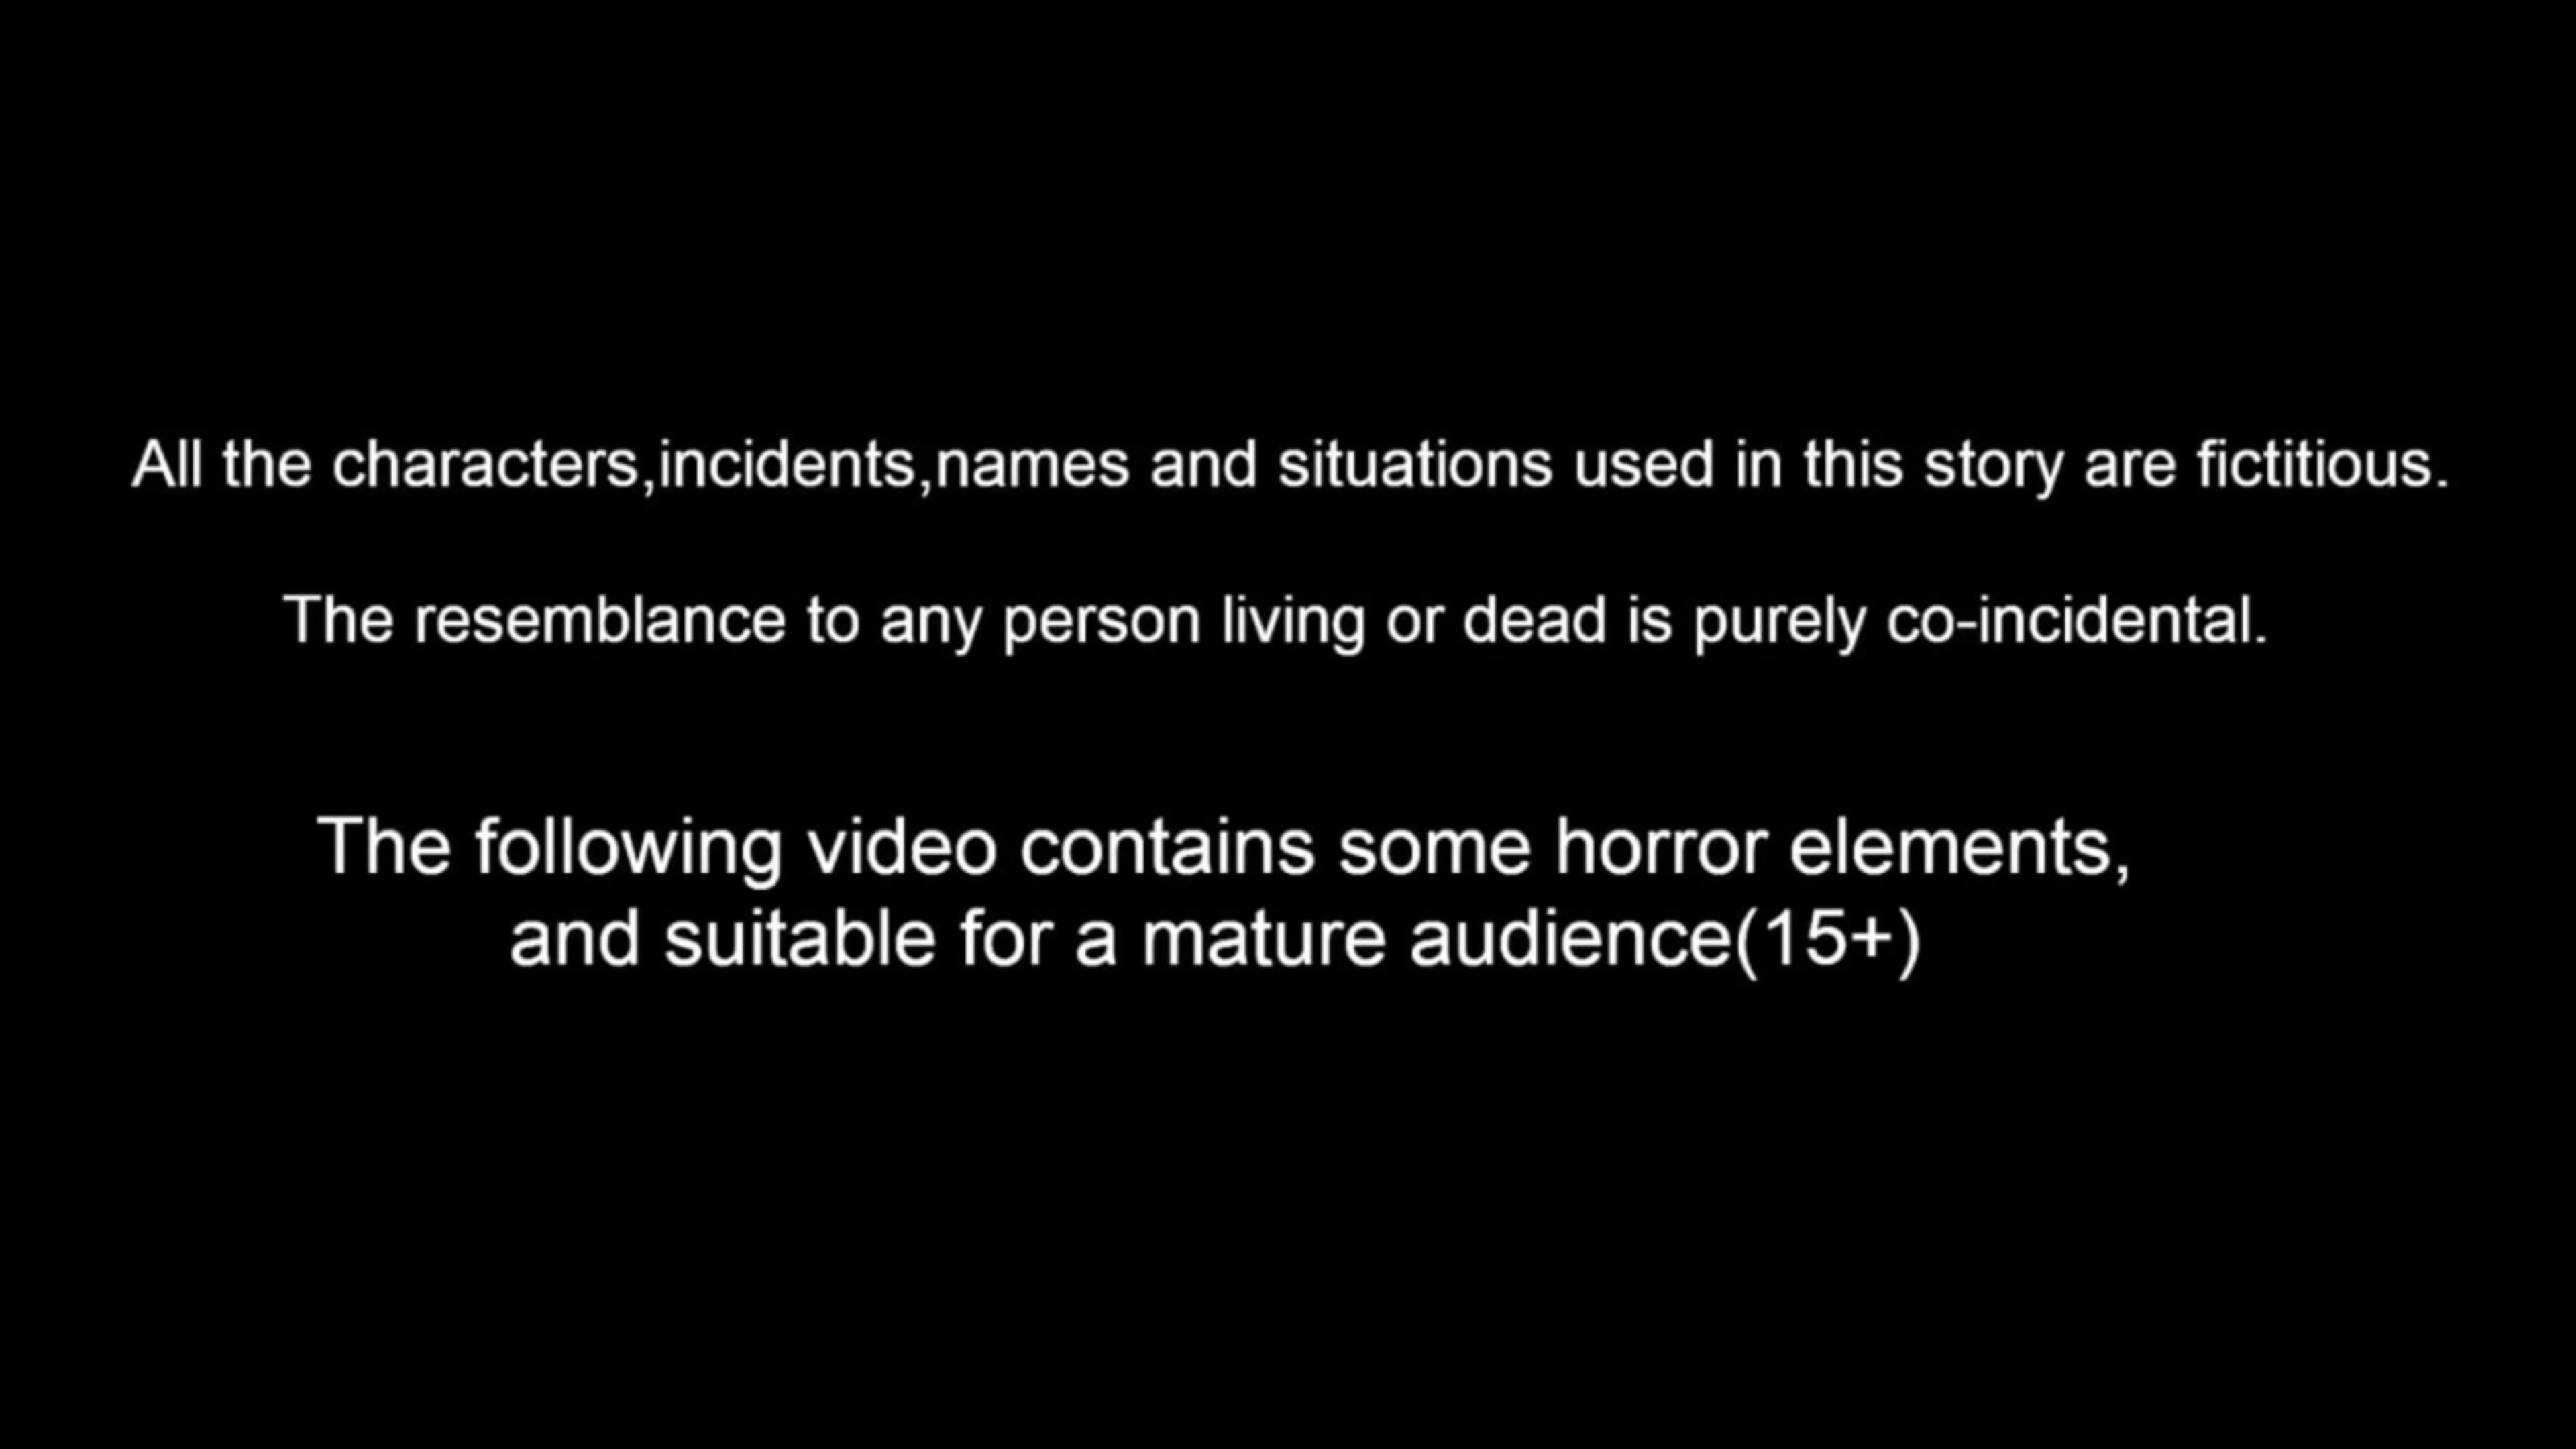 All the characters,incidents,names and situations used in this story are fictitious.
The resemblance to any person living or dead is purely co-incidental.
The following video contains some horror elements,
and suitable for a mature audience(15+)